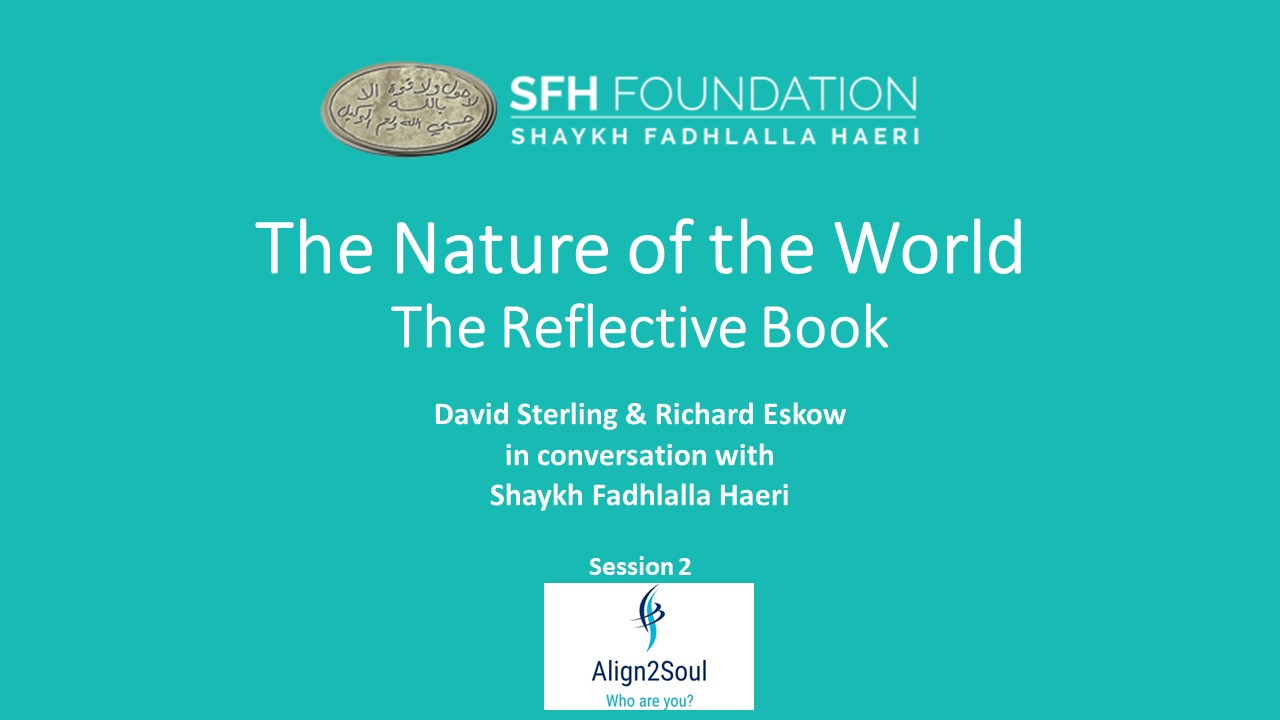 لا حول ولا قوة الا
بالله
حسبي الله ونعم الوكيل
SFH FOUNDATION
SHAYKH FADHLALLA HAERI
The Nature of the World
The Reflective Book
David Sterling & Richard Eskow
in conversation with
Shaykh Fadhlalla Haeri
Session 2
Align2Soul
Who are you?